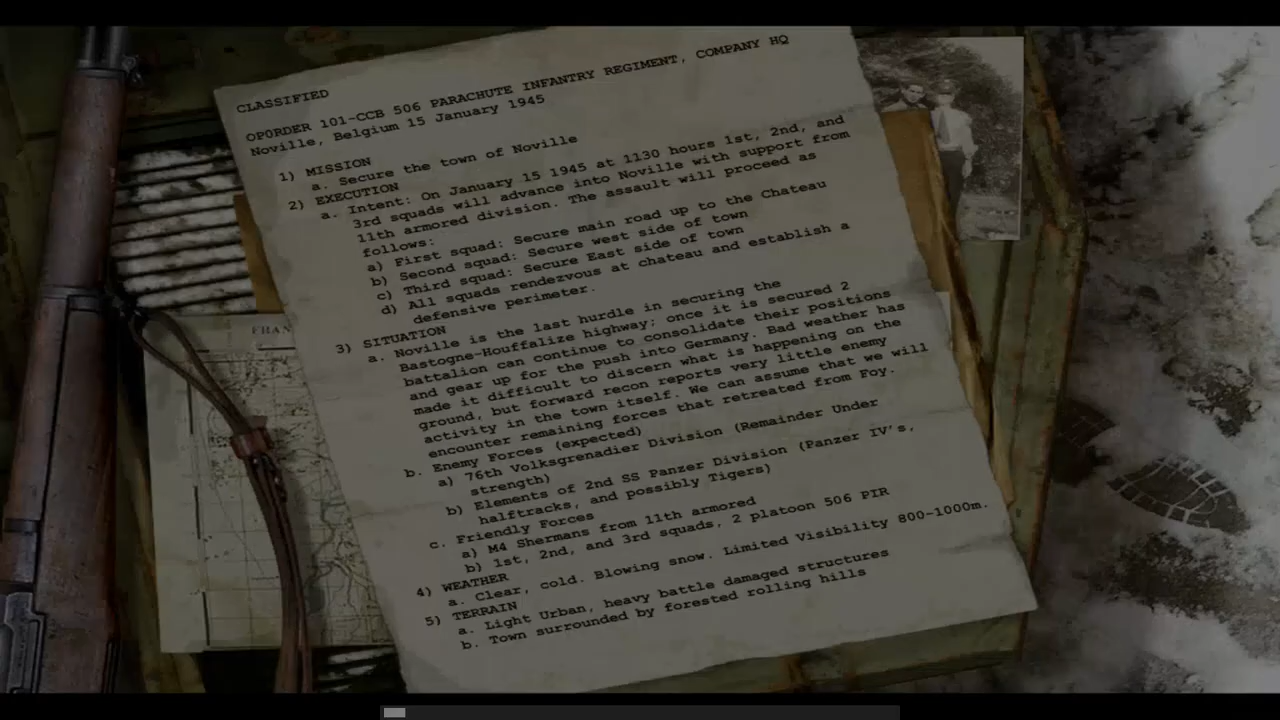 CLASSIFIED
OPORDER 101-CCB 506 PARACHUTE INFANTRY REGIMENT, COMPANY HQ
Noville, Belgium 15 January 1945
1) MISSION
a. Secure the town of Noville
2) EXECUTION
a. Intent: On January 15 1945 at 1130 hours 1st, 2nd, and
3rd squads will advance into Noville with support from
11th armored division. The assault will proceed as
follows:
a) First squad: Secure main road up to the Chateau
b) Second squad: Secure west side of town
c) Third squad: Secure East side of town
d) All squads rendezvous at chateau and establish a
defensive perimeter.
3) SITUATION
a. Noville is the last hurdle in securing the
Bastogne-Houffalize highway; once it is secured 2
battalion can continue to consolidate their positions
and gear up for the push into Germany. Bad weather has
made it difficult to discern what is happening on the
ground, but forward recon reports very little enemy
activity in the town itself. We can assume that we will
encounter remaining forces that retreated from Foy.
b. Enemy Forces (expected)
a) 76th Volksgrenadier Division (Remainder Under
strength)
b) Elements of 2nd SS Panzer Division (Panzer IV's,
halftracks, and possibly Tigers)
c. Friendly Forces
a) M4 Shermans from 11th armored
b) 1st, 2nd, and 3rd squads, 2 platoon 506 PIR
4) WEATHER
a. Clear, cold. Blowing snow. Limited Visibility 800-1000m.
5) TERRAIN
a. Light Urban, heavy battle damaged structures
b. Town surrounded by forested rolling hills